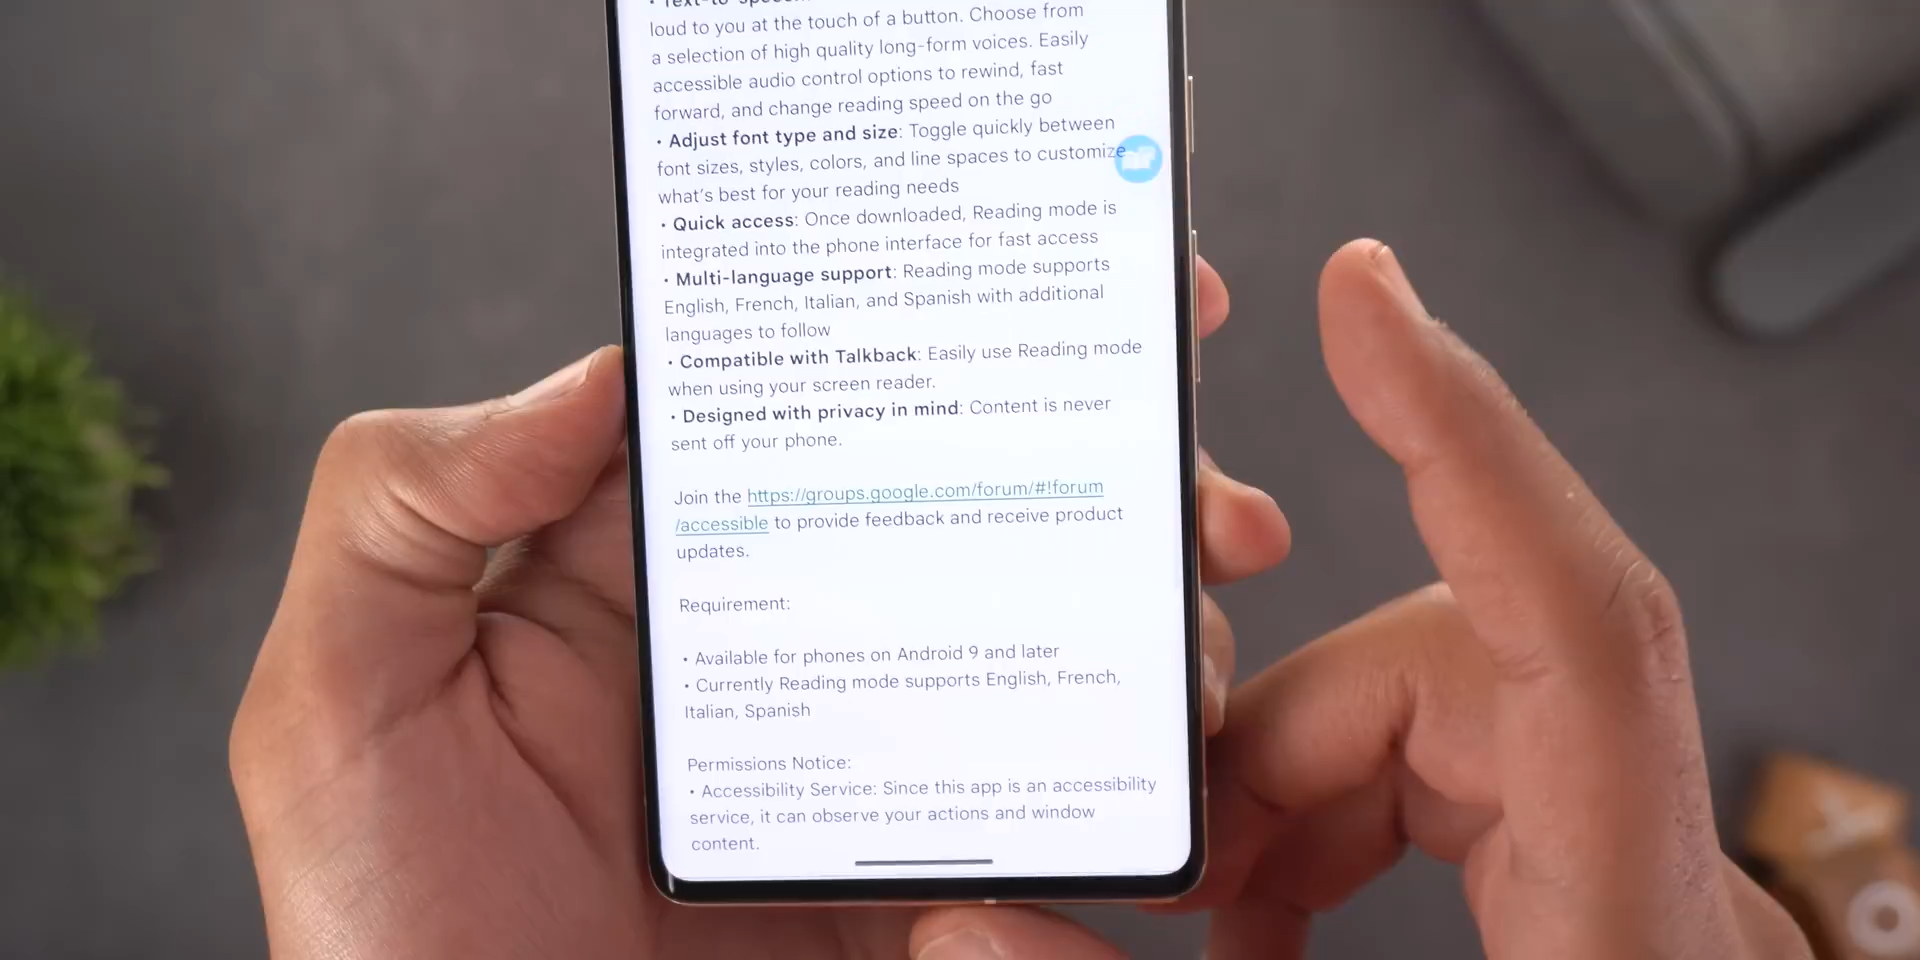 • Text-to-speech
loud to you at the touch of a button. Choose from
a selection of high quality long-form voices. Easily
accessible audio control options to rewind, fast
forward, and change reading speed on the go
• Adjust font type and size: Toggle quickly between
font sizes, styles, colors, and line spaces to customize
what's best for your reading needs
• Quick access: Once downloaded, Reading mode is
integrated into the phone interface for fast access
• Multi-language support: Reading mode supports
English, French, Italian, and Spanish with additional
languages to follow
• Compatible with Talkback: Easily use Reading mode
when using your screen reader.
• Designed with privacy in mind: Content is never
sent off your phone.
Join the https://groups.google.com/forum/#!forum
/accessible to provide feedback and receive product
updates.
Requirement:
• Available for phones on Android 9 and later
• Currently Reading mode supports English, French,
Italian, Spanish
Permissions Notice:
• Accessibility Service: Since this app is an accessibility
service, it can observe your actions and window
content.